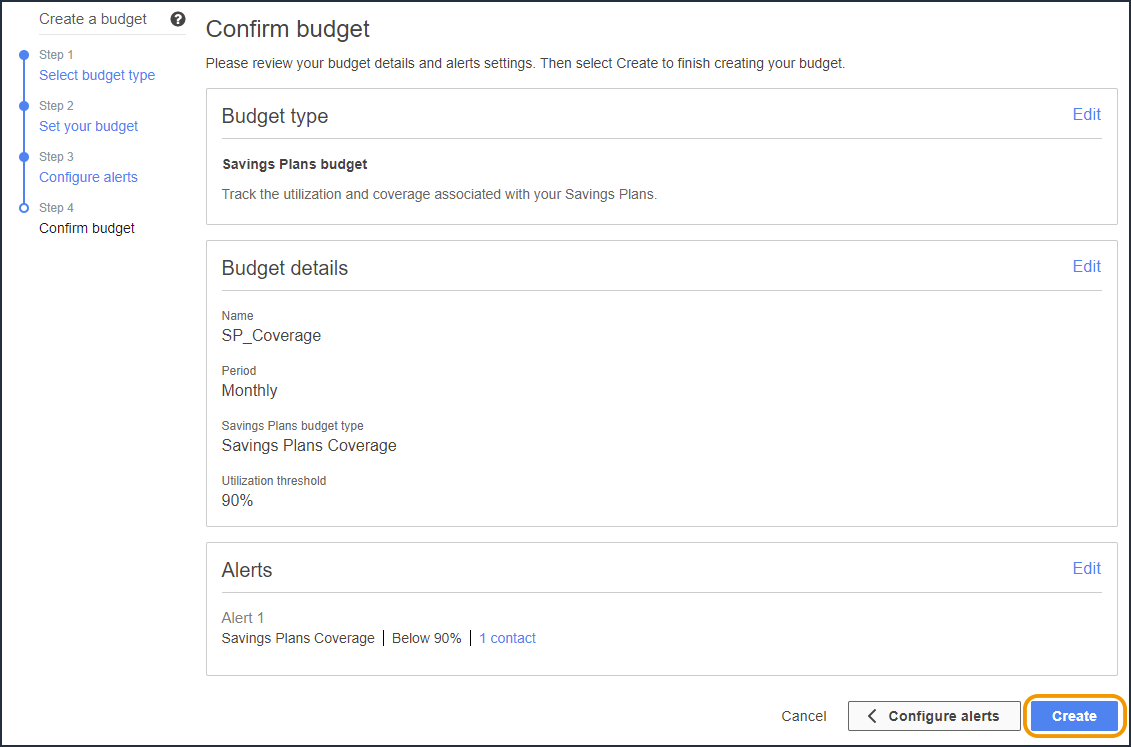 Create a budget ?
Step 1
Select budget type
Step 2
Set your budget
Step 3
Configure alerts
Step 4
Confirm budget
Confirm budget
Please review your budget details and alerts settings. Then select Create to finish creating your budget.
Budget type Edit
Savings Plans budget
Track the utilization and coverage associated with your Savings Plans.
Budget details Edit
Name
SP_Coverage
Period
Monthly
Savings Plans budget type
Savings Plans Coverage
Utilization threshold
90%
Alerts Edit
Alert 1
Savings Plans Coverage | Below 90% | 1 contact
Cancel Configure alerts Create